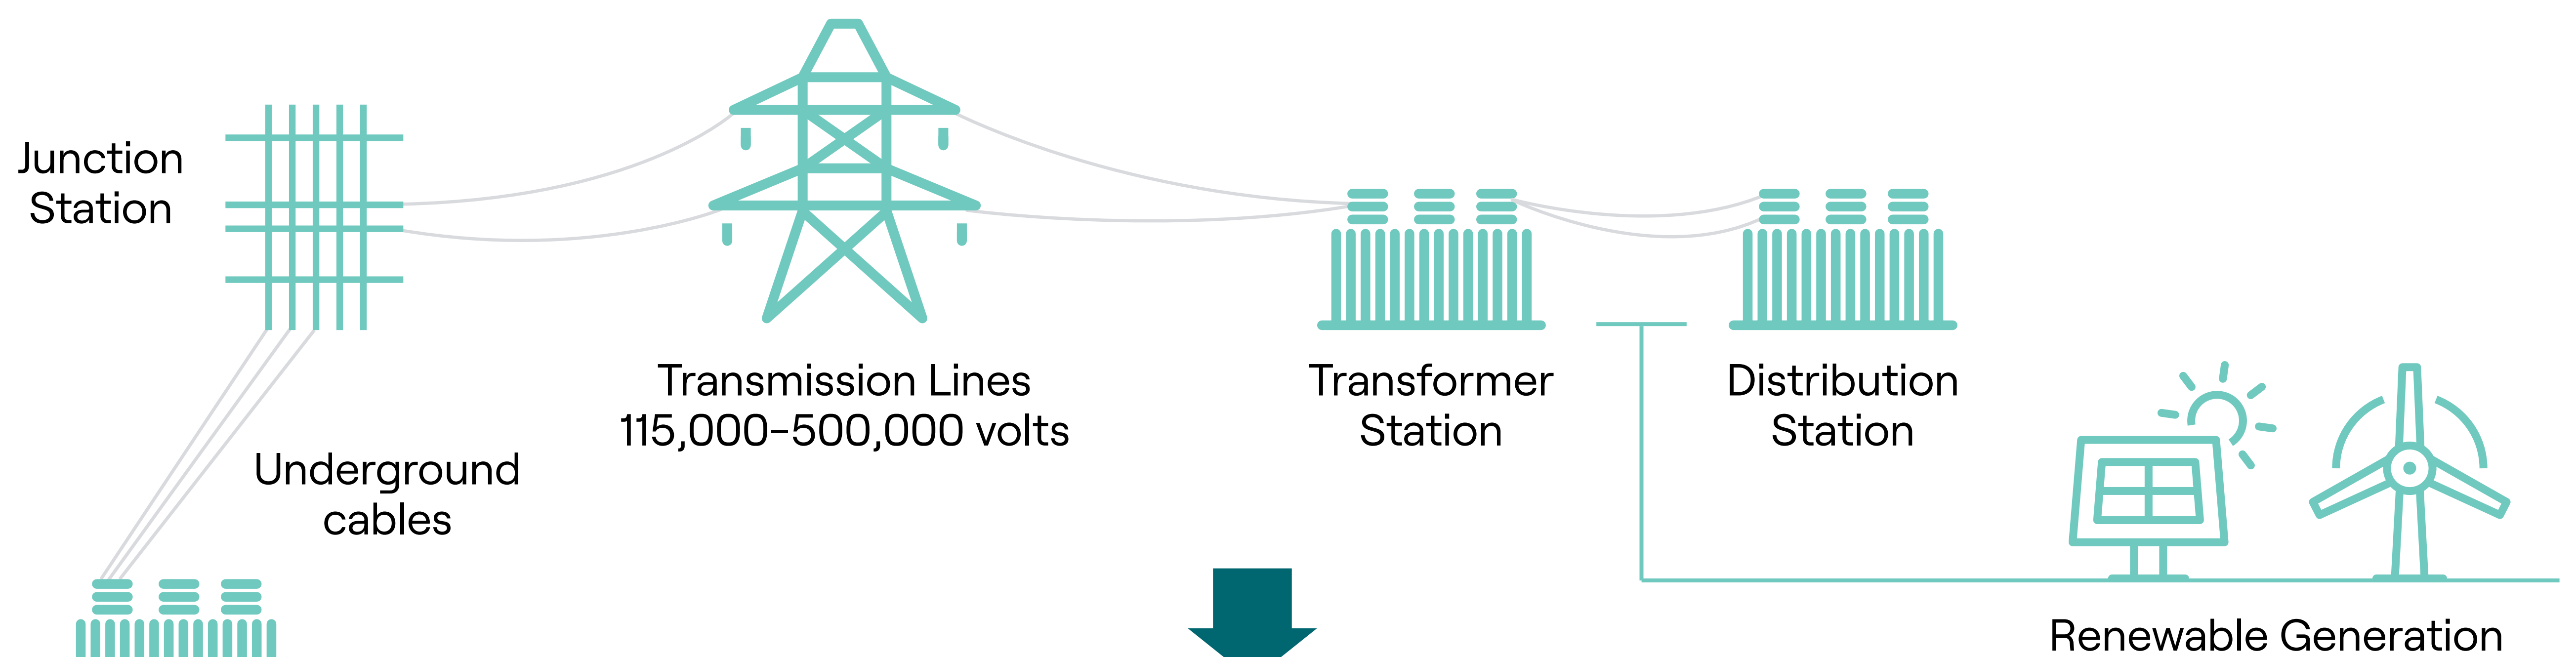 Junction
Station
Transmission Lines
115,000–500,000 volts
Transformer
Station
Distribution
Station
Underground
cables
Renewable Generation